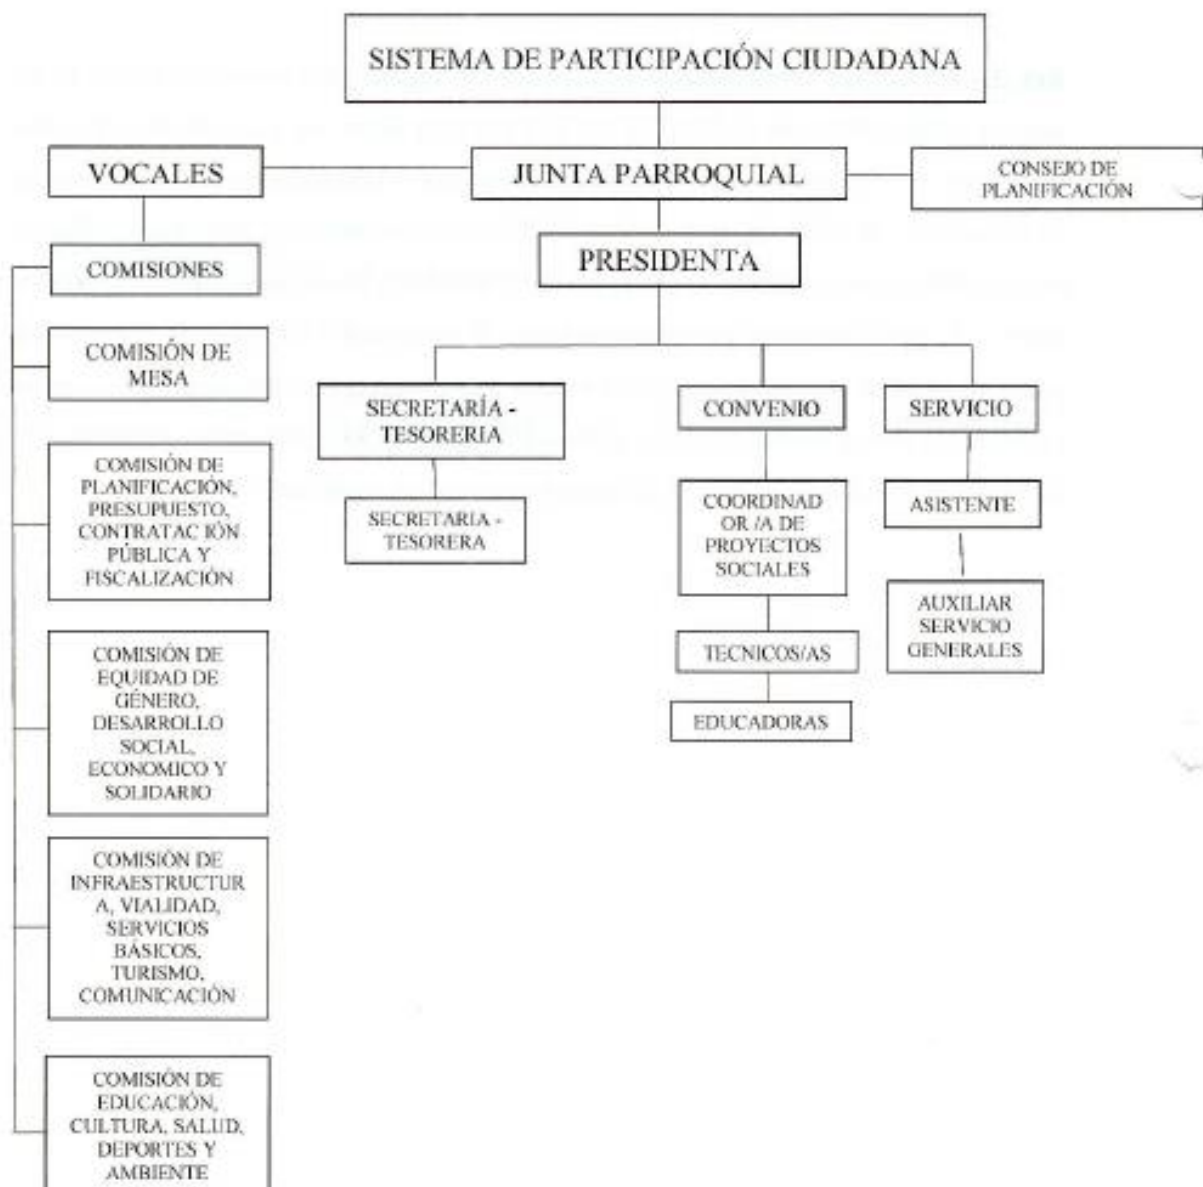 SISTEMA DE PARTICIPACIÓN CIUDADANA
VOCALES
JUNTA PARROQUIAL
CONSEJO DE
PLANIFICACIÓN
COMISIONES
PRESIDENTA
COMISIÓN DE
MESA
SECRETARÍA -
TESORERIA
CONVENIO
SERVICIO
COMISIÓN DE
PLANIFICACIÓN,
PRESUPUESTO,
CONTRATAC IÓN
PÚBLICA Y
FISCALIZACIÓN
SECRETARIA -
TESORERA
COORDINAD
OR /A DE
PROYECTOS
SOCIALES
ASISTENTE
AUXILIAR
SERVICIO
GENERALES
TECNICOS/AS
EDUCADORAS
COMISIÓN DE
EQUIDAD DE
GÉNERO,
DESARROLLO
SOCIAL,
ECONOMICO Y
SOLIDARIO
COMISIÓN DE
INFRAESTRUCTUR
A, VIALIDAD,
SERVICIOS
BÁSICOS,
TURISMO,
COMUNICACIÓN
COMISIÓN DE
EDUCACIÓN,
CULTURA, SALUD,
DEPORTES Y
AMBIENTE